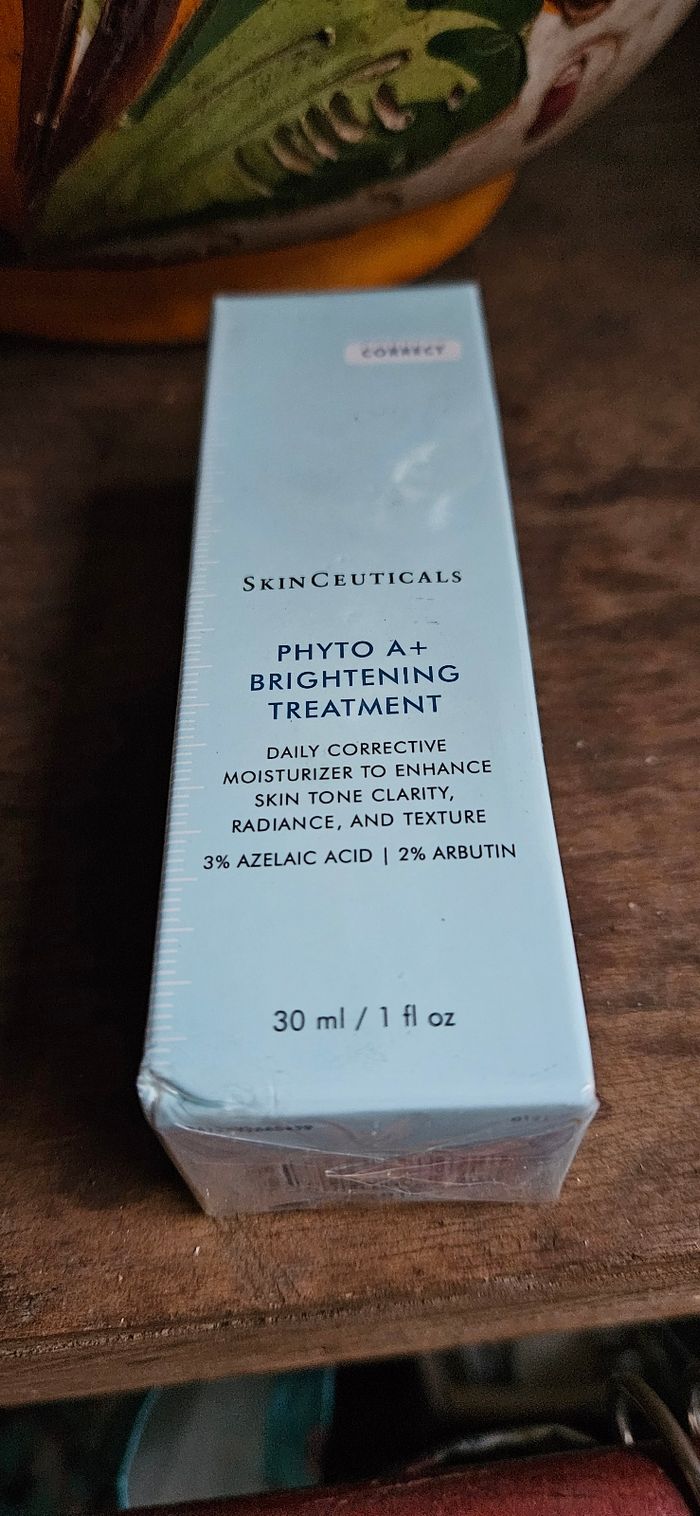 CORRECT
SKINCEUTICALS
PHYTO A+
BRIGHTENING
TREATMENT
DAILY CORRECTIVE
MOISTURIZER TO ENHANCE
SKIN TONE CLARITY,
RADIANCE, AND TEXTURE
3% AZELAIC ACID | 2% ARBUTIN
30 ml / 1 fl oz